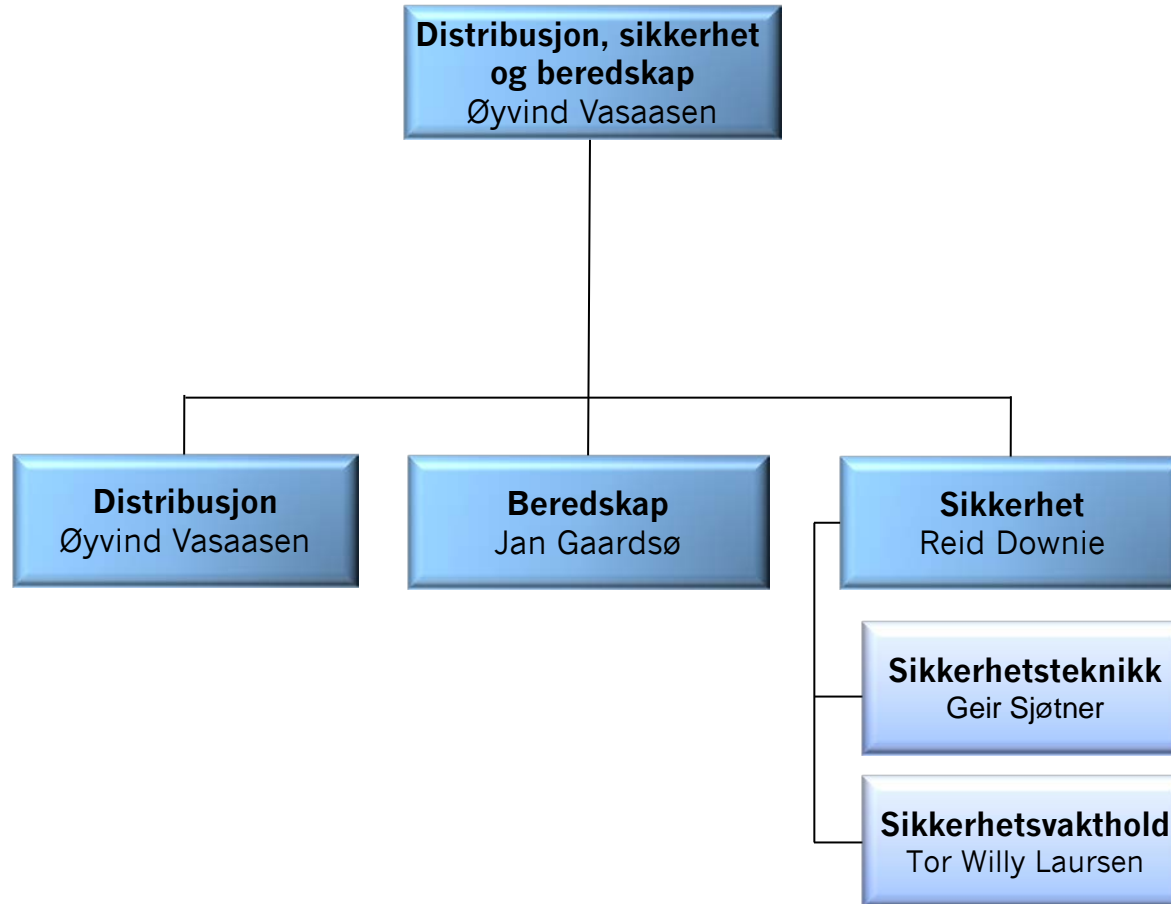 Distribusjon, sikkerhet
og beredskap
Øyvind Vasaasen
Distribusjon
Øyvind Vasaasen
Beredskap
Jan Gaardsø
Sikkerhet
Reid Downie
Sikkerhetsteknikk
Geir Sjøtner
Sikkerhetsvakthold
Tor Willy Laursen